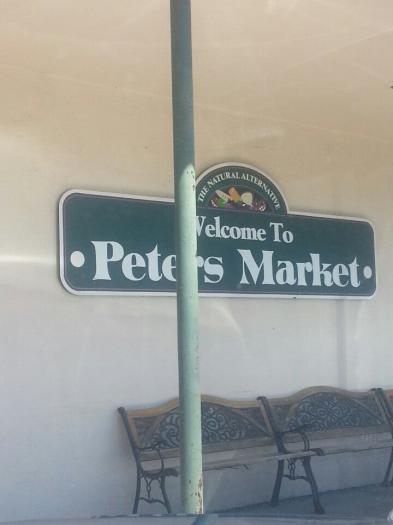 THE NATURAL ALTERNATIVE
Welcome To
• Peters Market •